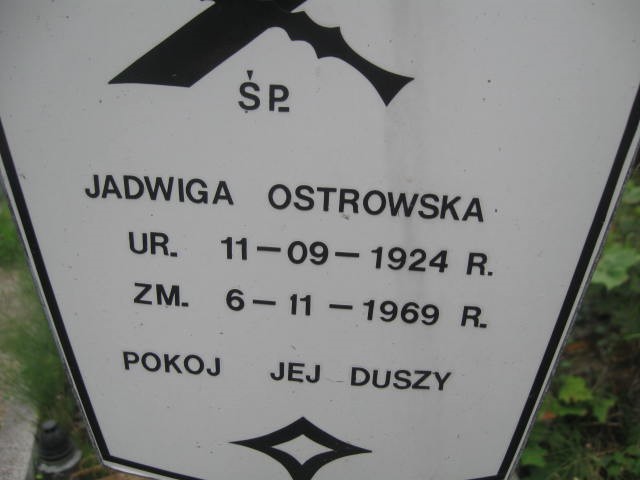 ŚP.
JADWIGA OSTROWSKA
UR. 11-09-1924 R.
ZM. 6-11-1969 R.
POKOJ JEJ DUSZY